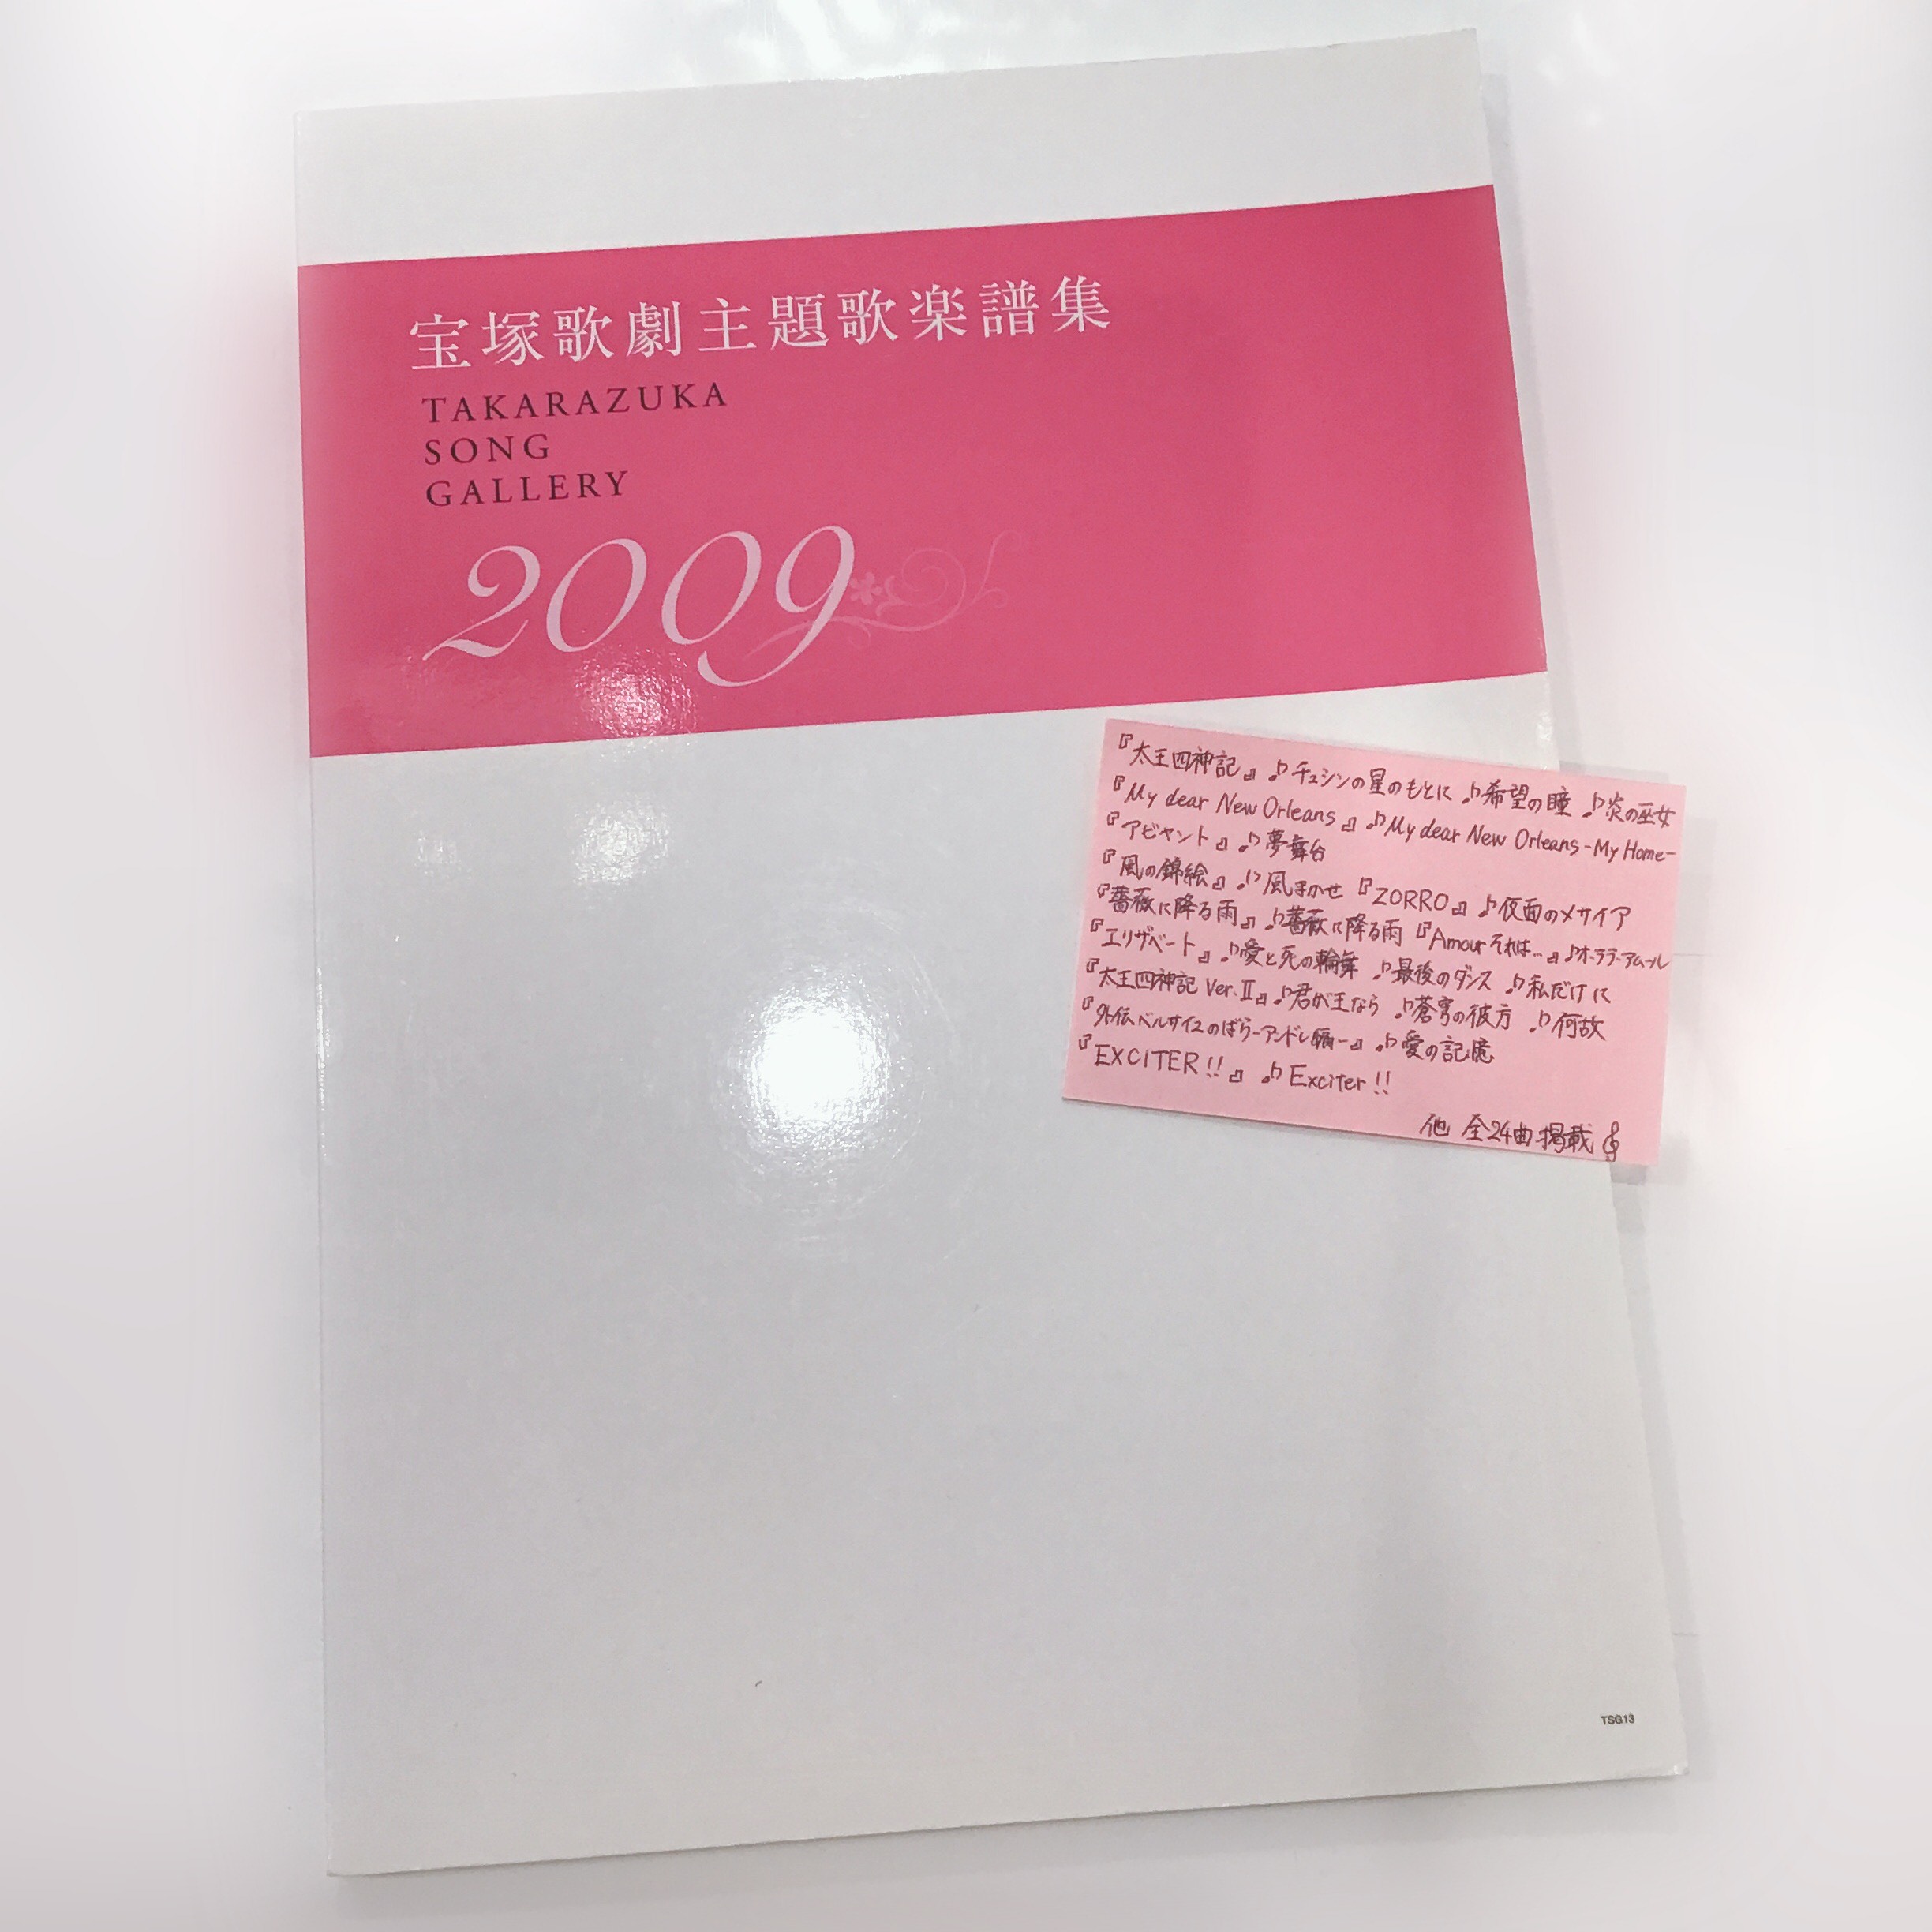 宝塚歌劇主題歌楽譜集
TAKARAZUKA
SONG
GALLERY
2009
『太王四神記』♪チュシンの星のもとに ♪希望の瞳 ♪炎の巫女
『My dear New Orleans』♪My dear New Orleans-My Home-
『アビヤント』♪夢舞台
『風の錦絵』♪風まかせ『ZORRO』♪仮面のメサイア
『薔薇に降る雨』♪薔薇に降る雨『Amourそれは…』♪オーララ・アムール
『エリザベート』♪愛と死の輪舞 ♪最後のダンス ♪私だけに
『太王四神記 Ver.Ⅱ』♪君が王なら ♪蒼穹の彼方 ♪何故
『外伝ベルサイユのばら-アンドレ編-』♪愛の記憶
『EXCITER!!』♪Exciter!!
他 全24曲掲載
TSG13